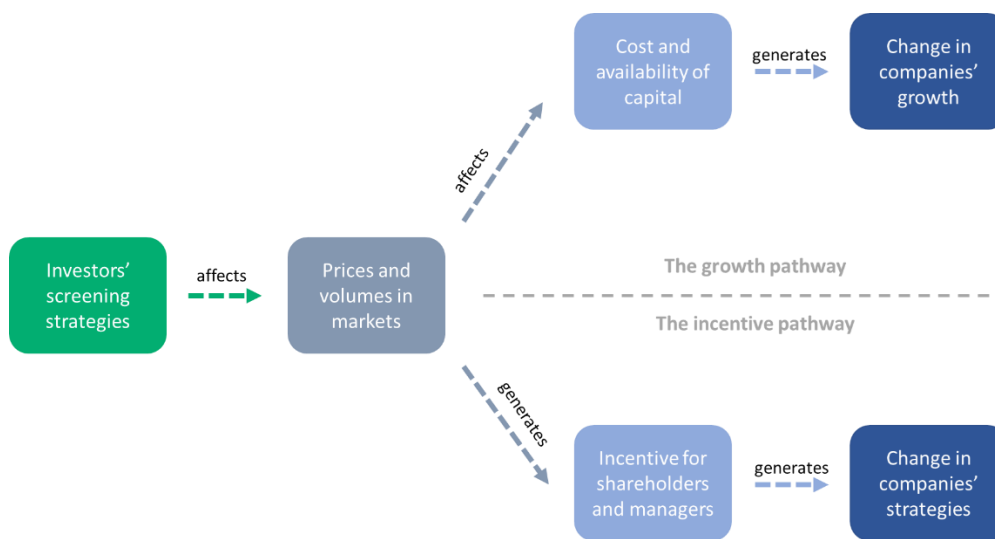 Cost and
availability of
capital
generates
Change in
companies'
growth
affects
Investors'
screening
strategies
affects
Prices and
volumes in
markets
The growth pathway
The incentive pathway
generates
Incentive for
shareholders
and managers
generates
Change in
companies'
strategies